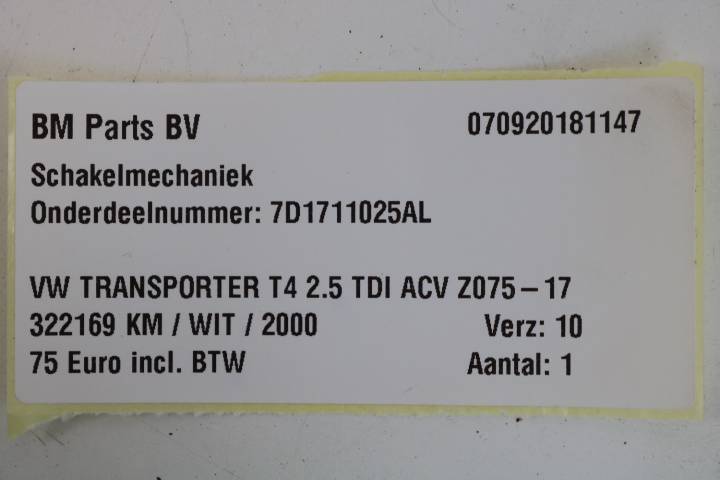 BM Parts BV 070920181147
Schakelmechaniek
Onderdeelnummer: 7D1711025AL
VW TRANSPORTER T4 2.5 TDI ACV Z075-17
322169 KM / WIT / 2000 Verz: 10
75 Euro incl. BTW Aantal: 1